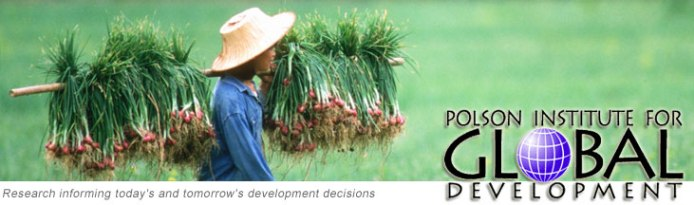 POLSON INSTITUTE FOR
GLOBAL
DEVELOPMENT
Research informing today's and tomorrow's development decisions